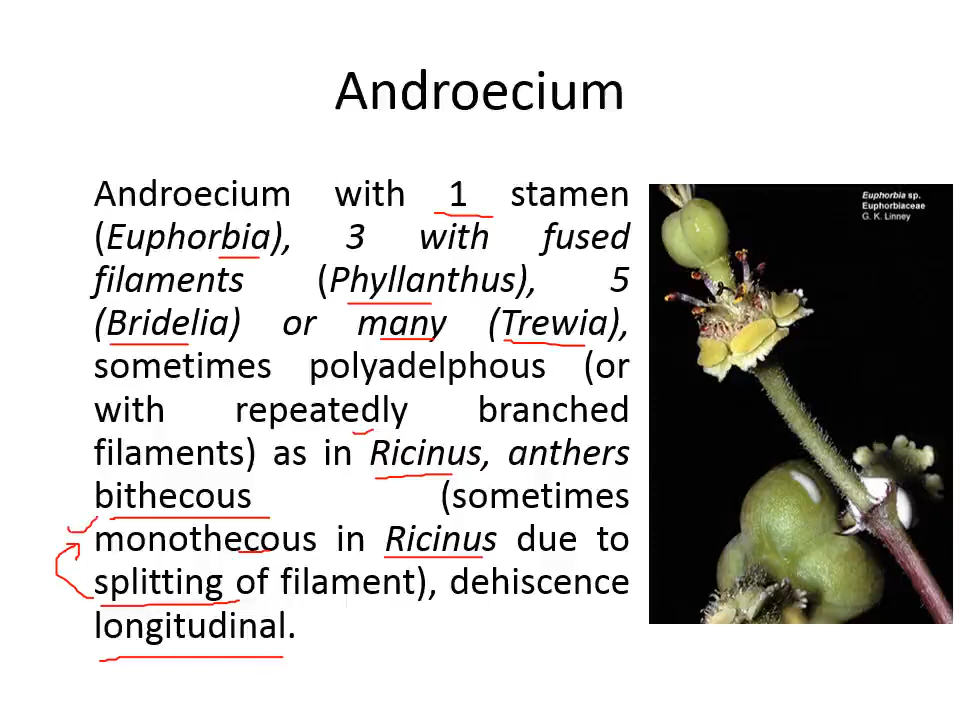 Androecium
Androecium with 1 stamen
(Euphorbia), 3 with fused
filaments (Phyllanthus), 5
(Bridelia) or many (Trewia),
sometimes polyadelphous (or
with repeatedly branched
filaments) as in Ricinus, anthers
bithecous (sometimes
monothecous in Ricinus due to
splitting of filament), dehiscence
longitudinal.
Euphorbia sp.
Euphorbiaceae
G. K. Linney